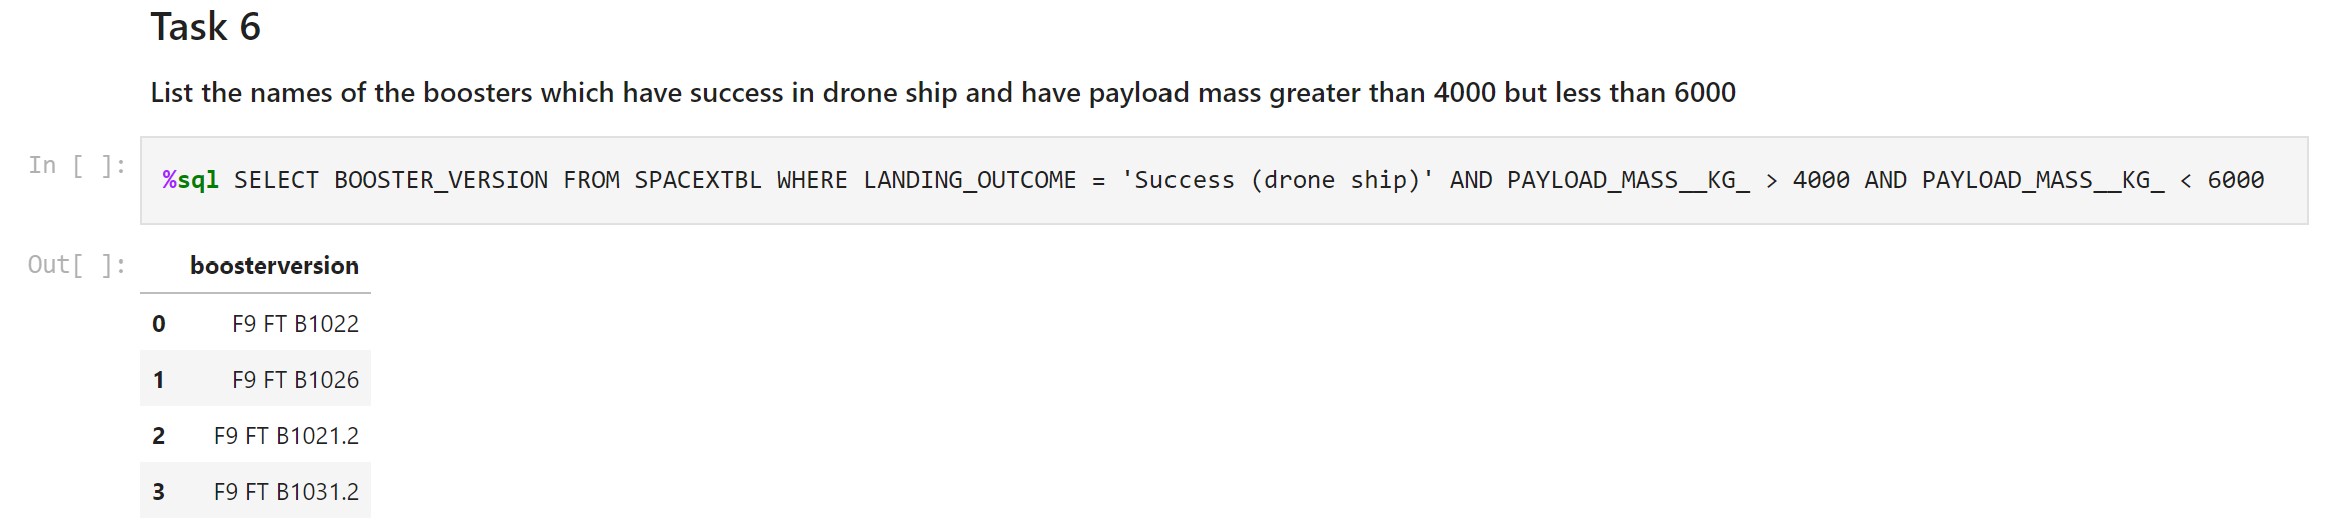 Task 6
List the names of the boosters which have success in drone ship and have payload mass greater than 4000 but less than 6000
In [ ]:
%sql SELECT BOOSTER_VERSION FROM SPACEXTBL WHERE LANDING_OUTCOME = 'Success (drone ship)' AND PAYLOAD_MASS__KG_ > 4000 AND PAYLOAD_MASS__KG_ < 6000
Out[ ]:
boosterversion
0 F9 FT B1022
1 F9 FT B1026
2 F9 FT B1021.2
3 F9 FT B1031.2